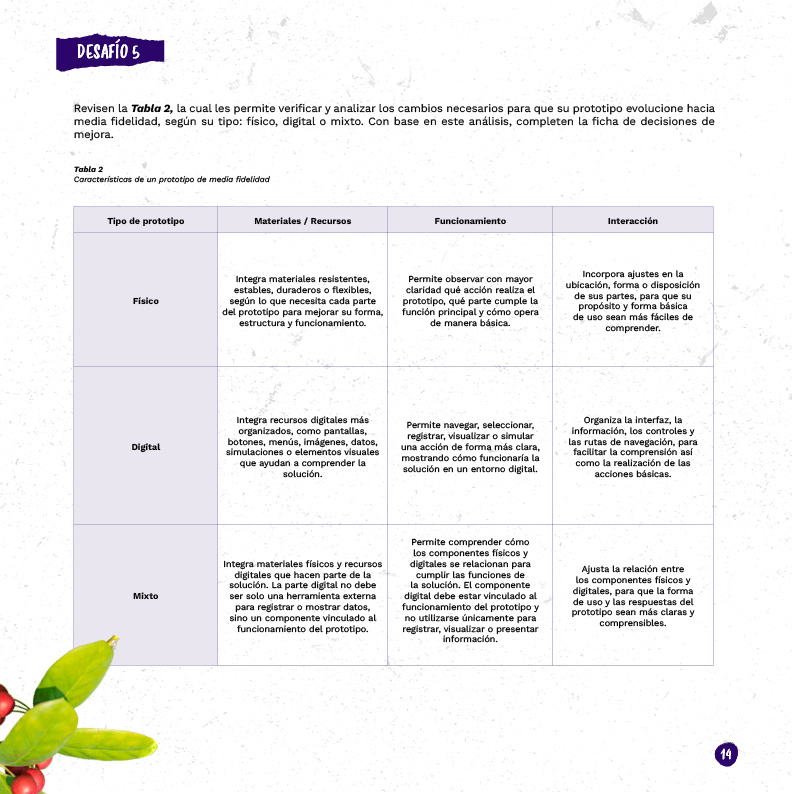 DESAFÍO 5
Revisen la Tabla 2, la cual les permite verificar y analizar los cambios necesarios para que su prototipo evolucione hacia
media fidelidad, según su tipo: físico, digital o mixto. Con base en este análisis, completen la ficha de decisiones de
mejora.
Tabla 2
Características de un prototipo de media fidelidad
Tipo de prototipo
Materiales / Recursos
Funcionamiento
Interacción
Físico
Integra materiales resistentes,
estables, duraderos o flexibles,
según lo que necesita cada parte
del prototipo para mejorar su forma,
estructura y funcionamiento.
Permite observar con mayor
claridad qué acción realiza el
prototipo, qué parte cumple la
función principal y cómo opera
de manera básica.
Incorpora ajustes en la
ubicación, forma o disposición
de sus partes, para que su
propósito y forma básica
de uso sean más fáciles de
comprender.
Digital
Integra recursos digitales más
organizados, como pantallas,
botones, menús, imágenes, datos,
simulaciones o elementos visuales
que ayudan a comprender la
solución.
Permite navegar, seleccionar,
registrar, visualizar o simular
una acción de forma más clara,
mostrando cómo funcionaría la
solución en un entorno digital.
Organiza la interfaz, la
información, los controles y
las rutas de navegación, para
facilitar la comprensión así
como la realización de las
acciones básicas.
Mixto
Integra materiales físicos y recursos
digitales que hacen parte de la
solución. La parte digital no debe
ser solo una herramienta externa
para registrar o mostrar datos,
sino un componente vinculado al
funcionamiento del prototipo.
Permite comprender cómo
los componentes físicos y
digitales se relacionan para
cumplir las funciones de
la solución. El componente
digital debe estar vinculado al
funcionamiento del prototipo y
no utilizarse únicamente para
registrar, visualizar o presentar
información.
Ajusta la relación entre
los componentes físicos y
digitales, para que la forma
de uso y las respuestas del
prototipo sean más claras y
comprensibles.
14